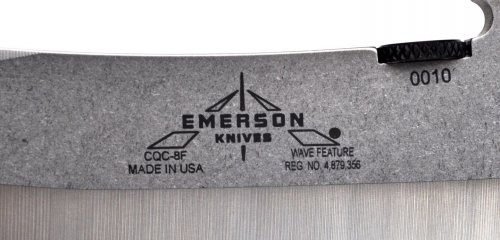 0010
EMERSON
KNIVES
CQC-8F
MADE IN USA
WAVE FEATURE
REG NO. 4,879,356